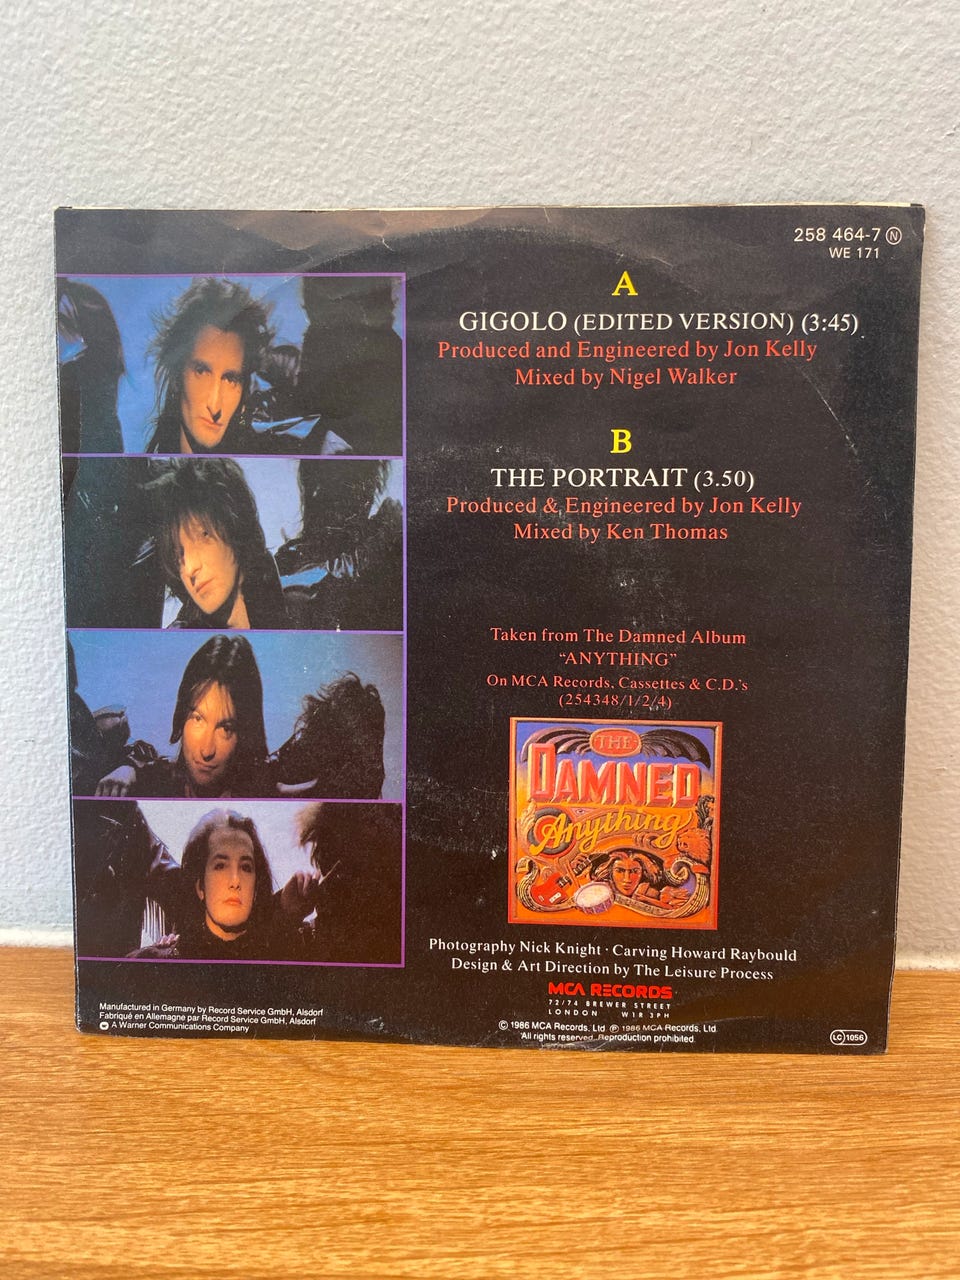 258 464-7 Ⓝ
WE 171
A
GIGOLO (EDITED VERSION) (3:45)
Produced and Engineered by Jon Kelly
Mixed by Nigel Walker
B
THE PORTRAIT (3.50)
Produced & Engineered by Jon Kelly
Mixed by Ken Thomas
Taken from The Damned Album
“ANYTHING”
On MCA Records, Cassettes & C.D.'s
(254348/1/2/4)
THE
DAMNED
Anything
Photography Nick Knight · Carving Howard Raybould
Design & Art Direction by The Leisure Process
MCA RECORDS
72/74 BREWER STREET
LONDON W1R 3PH
© 1986 MCA Records, Ltd ℗ 1986 MCA Records, Ltd
All rights reserved. Reproduction prohibited.
Manufactured in Germany by Record Service GmbH, Alsdorf
Fabriqué en Allemagne par Record Service GmbH, Alsdorf
A Warner Communications Company
LC 1056